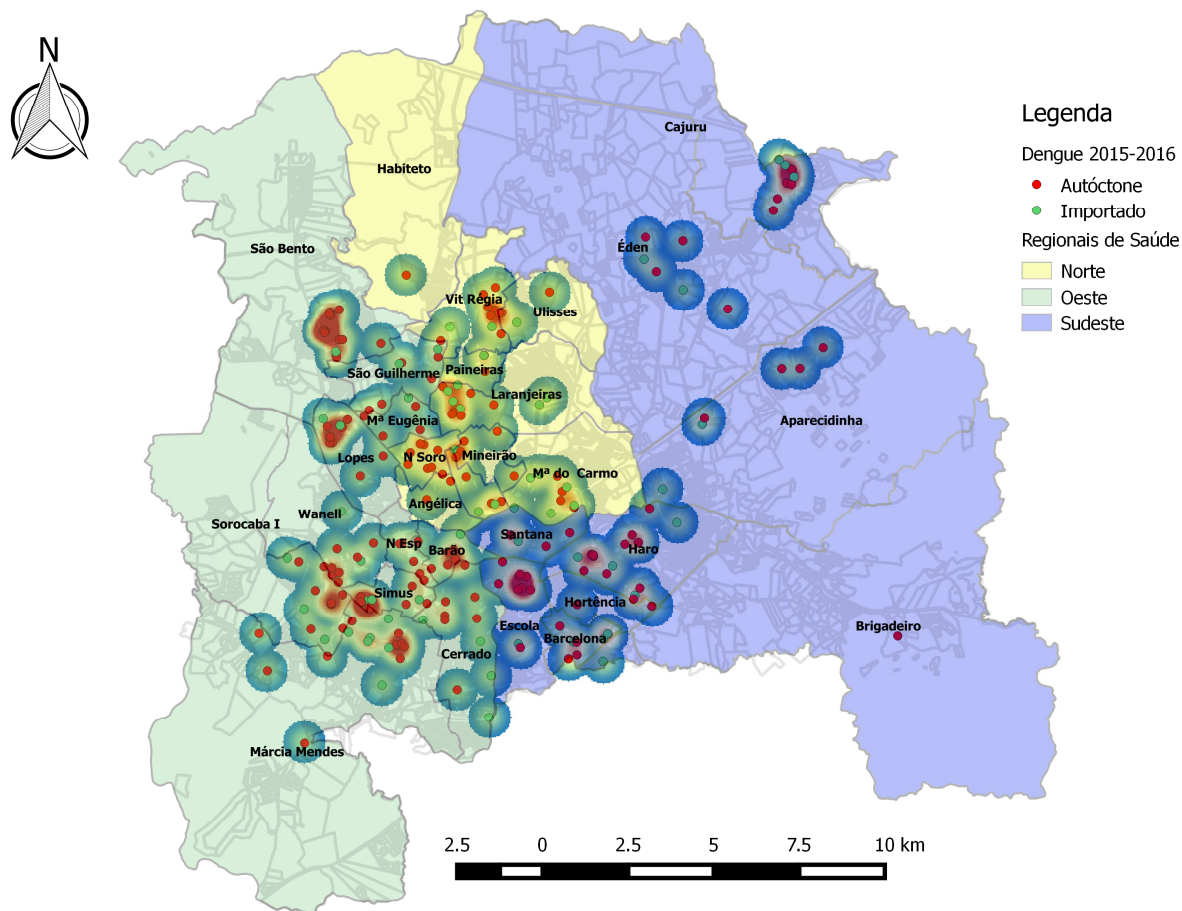 N
Cajuru
Legenda
Dengue 2015-2016
Autóctone
Importado
Regionais de Saúde
Norte
Oeste
Sudeste
Habiteto
São Bento
Éden
Vit Régia
Ulisses
São Guilherme
Paineiras
Laranjeiras
Mª Eugênia
Aparecidinha
Lopes
N Soro
Mineirão
Mª do Carmo
Angélica
Wanell
Sorocaba I
Santana
N Esp
Barão
Haro
Simus
Hortência
Escola
Barcelona
Brigadeiro
Cerrado
Márcia Mendes
2.5 0 2.5 5 7.5 10 km